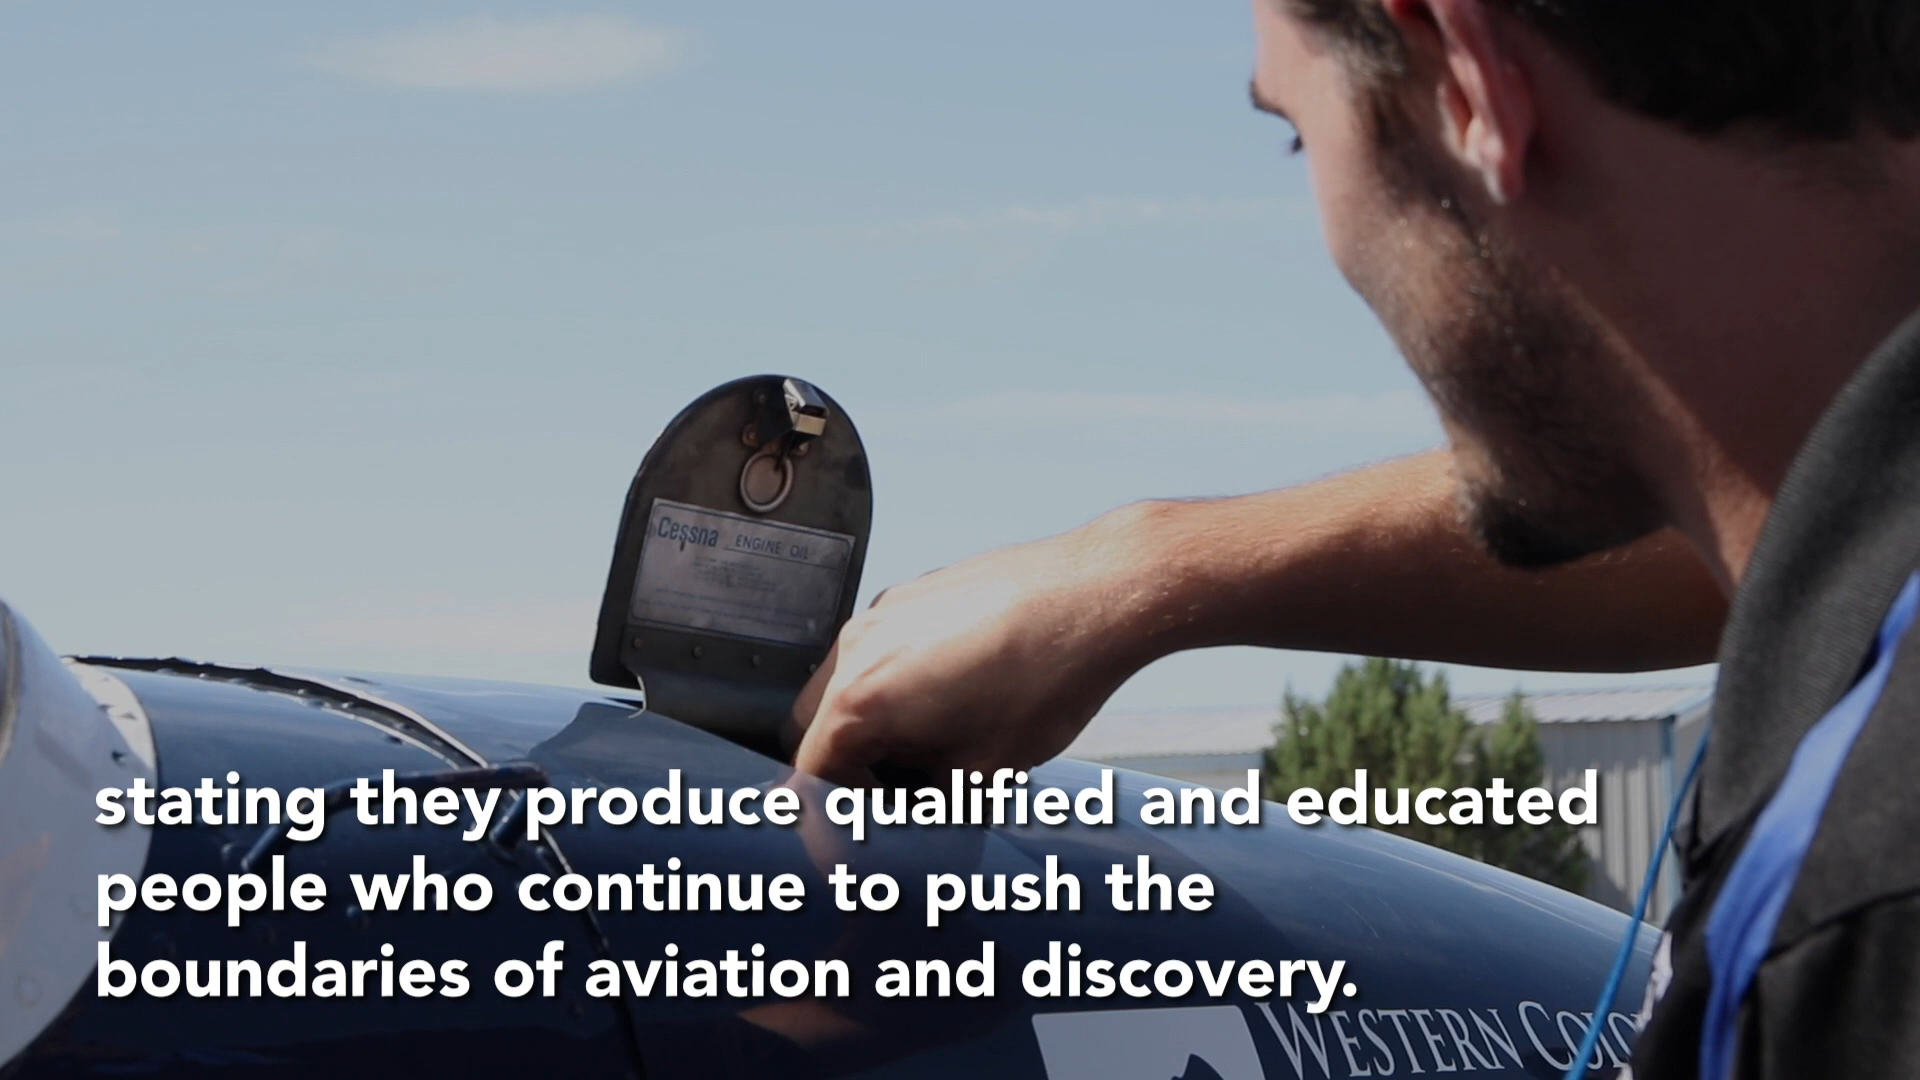 Cessna ENGINE OIL
stating they produce qualified and educated
people who continue to push the
boundaries of aviation and discovery.
WESTERN COLO